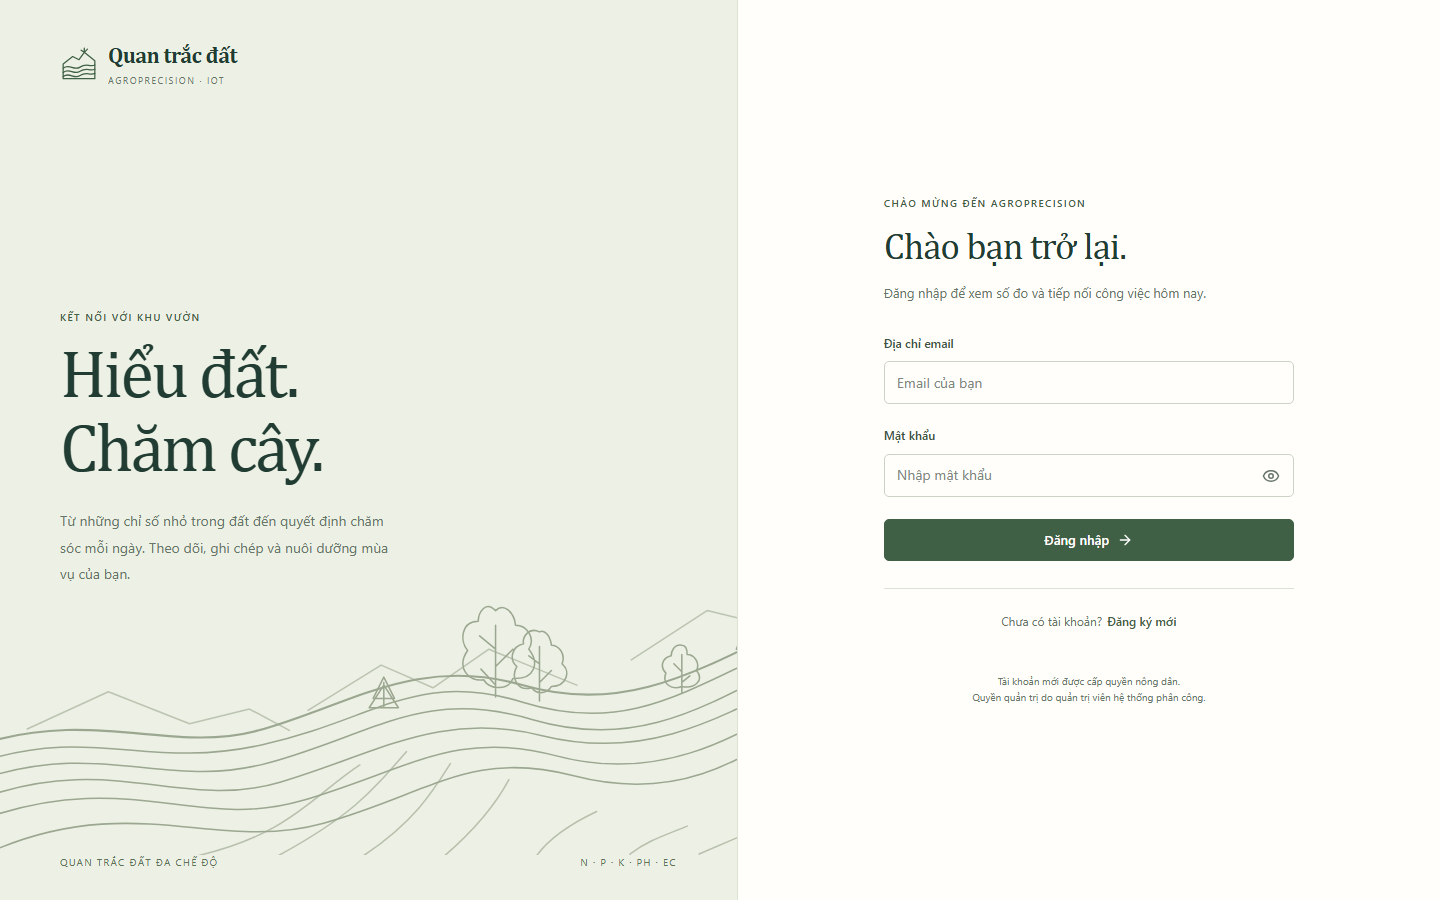 Quan trắc đất
AGROPRECISION · IOT
KẾT NỐI VỚI KHU VƯỜN
Hiểu đất.
Chăm cây.
Từ những chỉ số nhỏ trong đất đến quyết định chăm
sóc mỗi ngày. Theo dõi, ghi chép và nuôi dưỡng mùa
vụ của bạn.
QUAN TRẮC ĐẤT ĐA CHẾ ĐỘ
N · P · K · PH · EC
CHÀO MỪNG ĐẾN AGROPRECISION
Chào bạn trở lại.
Đăng nhập để xem số đo và tiếp nối công việc hôm nay.
Địa chỉ email
Email của bạn
Mật khẩu
Nhập mật khẩu
Đăng nhập
Chưa có tài khoản? Đăng ký mới
Tài khoản mới được cấp quyền nông dân.
Quyền quản trị do quản trị viên hệ thống phân công.